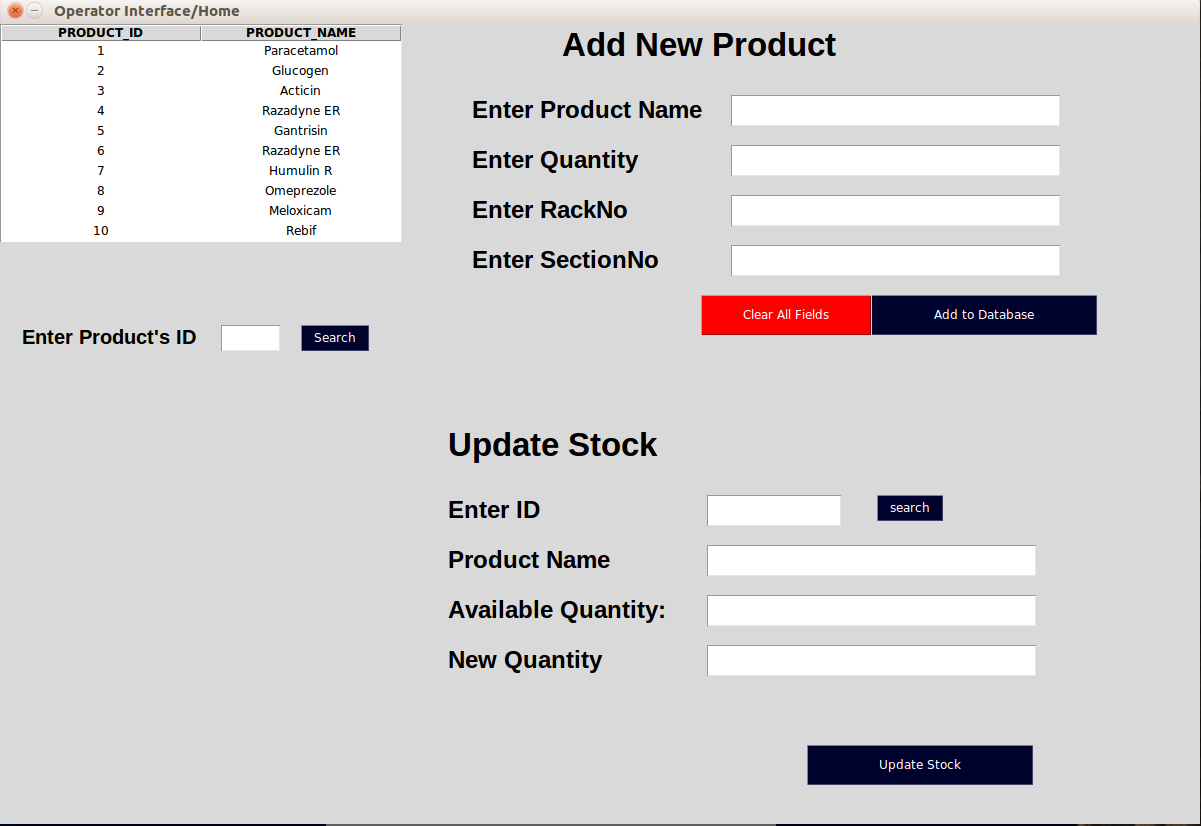 Operator Interface/Home
PRODUCT_ID PRODUCT_NAME
1 Paracetamol
2 Glucogen
3 Acticin
4 Razadyne ER
5 Gantrisin
6 Razadyne ER
7 Humulin R
8 Omeprezole
9 Meloxicam
10 Rebif
Enter Product's ID Search
Add New Product
Enter Product Name
Enter Quantity
Enter RackNo
Enter SectionNo
Clear All Fields Add to Database
Update Stock
Enter ID search
Product Name
Available Quantity:
New Quantity
Update Stock